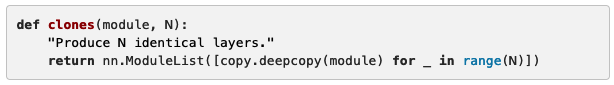 def clones(module, N):
    "Produce N identical layers."
    return nn.ModuleList([copy.deepcopy(module) for _ in range(N)])